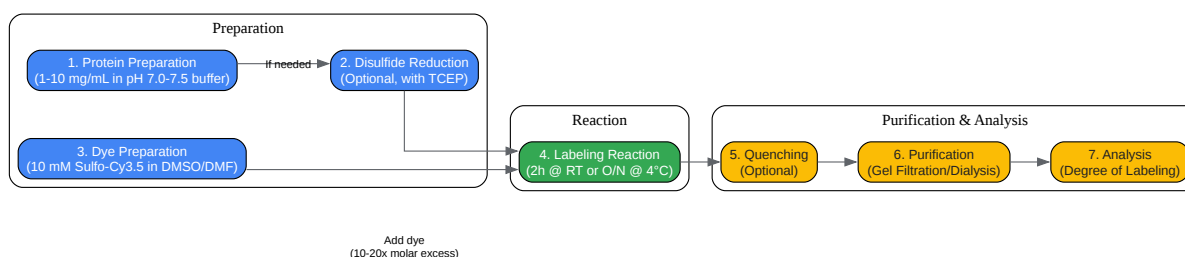 Preparation
1. Protein Preparation
(1-10 mg/mL in pH 7.0-7.5 buffer)
If needed
2. Disulfide Reduction
(Optional, with TCEP)
3. Dye Preparation
(10 mM Sulfo-Cy3.5 in DMSO/DMF)
Reaction
4. Labeling Reaction
(2h @ RT or O/N @ 4°C)
Purification & Analysis
5. Quenching
(Optional)
6. Purification
(Gel Filtration/Dialysis)
7. Analysis
(Degree of Labeling)
Add dye
(10-20x molar excess)